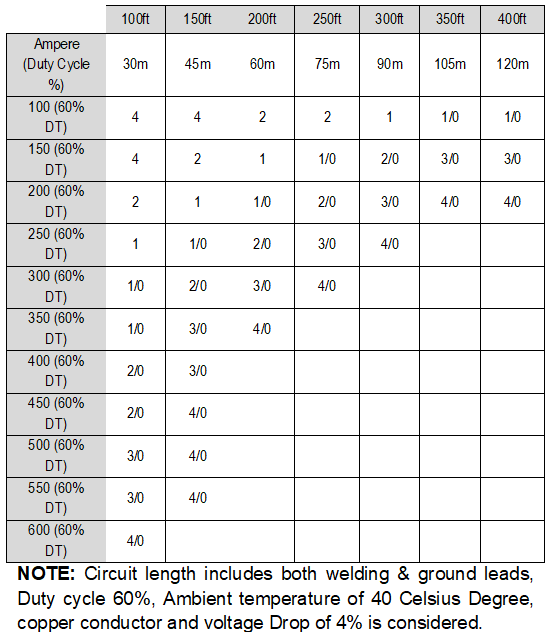 100ft 150ft 200ft 250ft 300ft 350ft 400ft
Ampere
(Duty Cycle 30m 45m 60m 75m 90m 105m 120m
%)
100 (60% DT) 4 4 2 2 1 1/0 1/0
150 (60% DT) 4 2 1 1/0 2/0 3/0 3/0
200 (60% DT) 2 1 1/0 2/0 3/0 4/0 4/0
250 (60% DT) 1 1/0 2/0 3/0 4/0
300 (60% DT) 1/0 2/0 3/0 4/0
350 (60% DT) 1/0 3/0 4/0
400 (60% DT) 2/0 3/0
450 (60% DT) 2/0 4/0
500 (60% DT) 3/0 4/0
550 (60% DT) 3/0 4/0
600 (60% DT) 4/0
NOTE: Circuit length includes both welding & ground leads,
Duty cycle 60%, Ambient temperature of 40 Celsius Degree,
copper conductor and voltage Drop of 4% is considered.